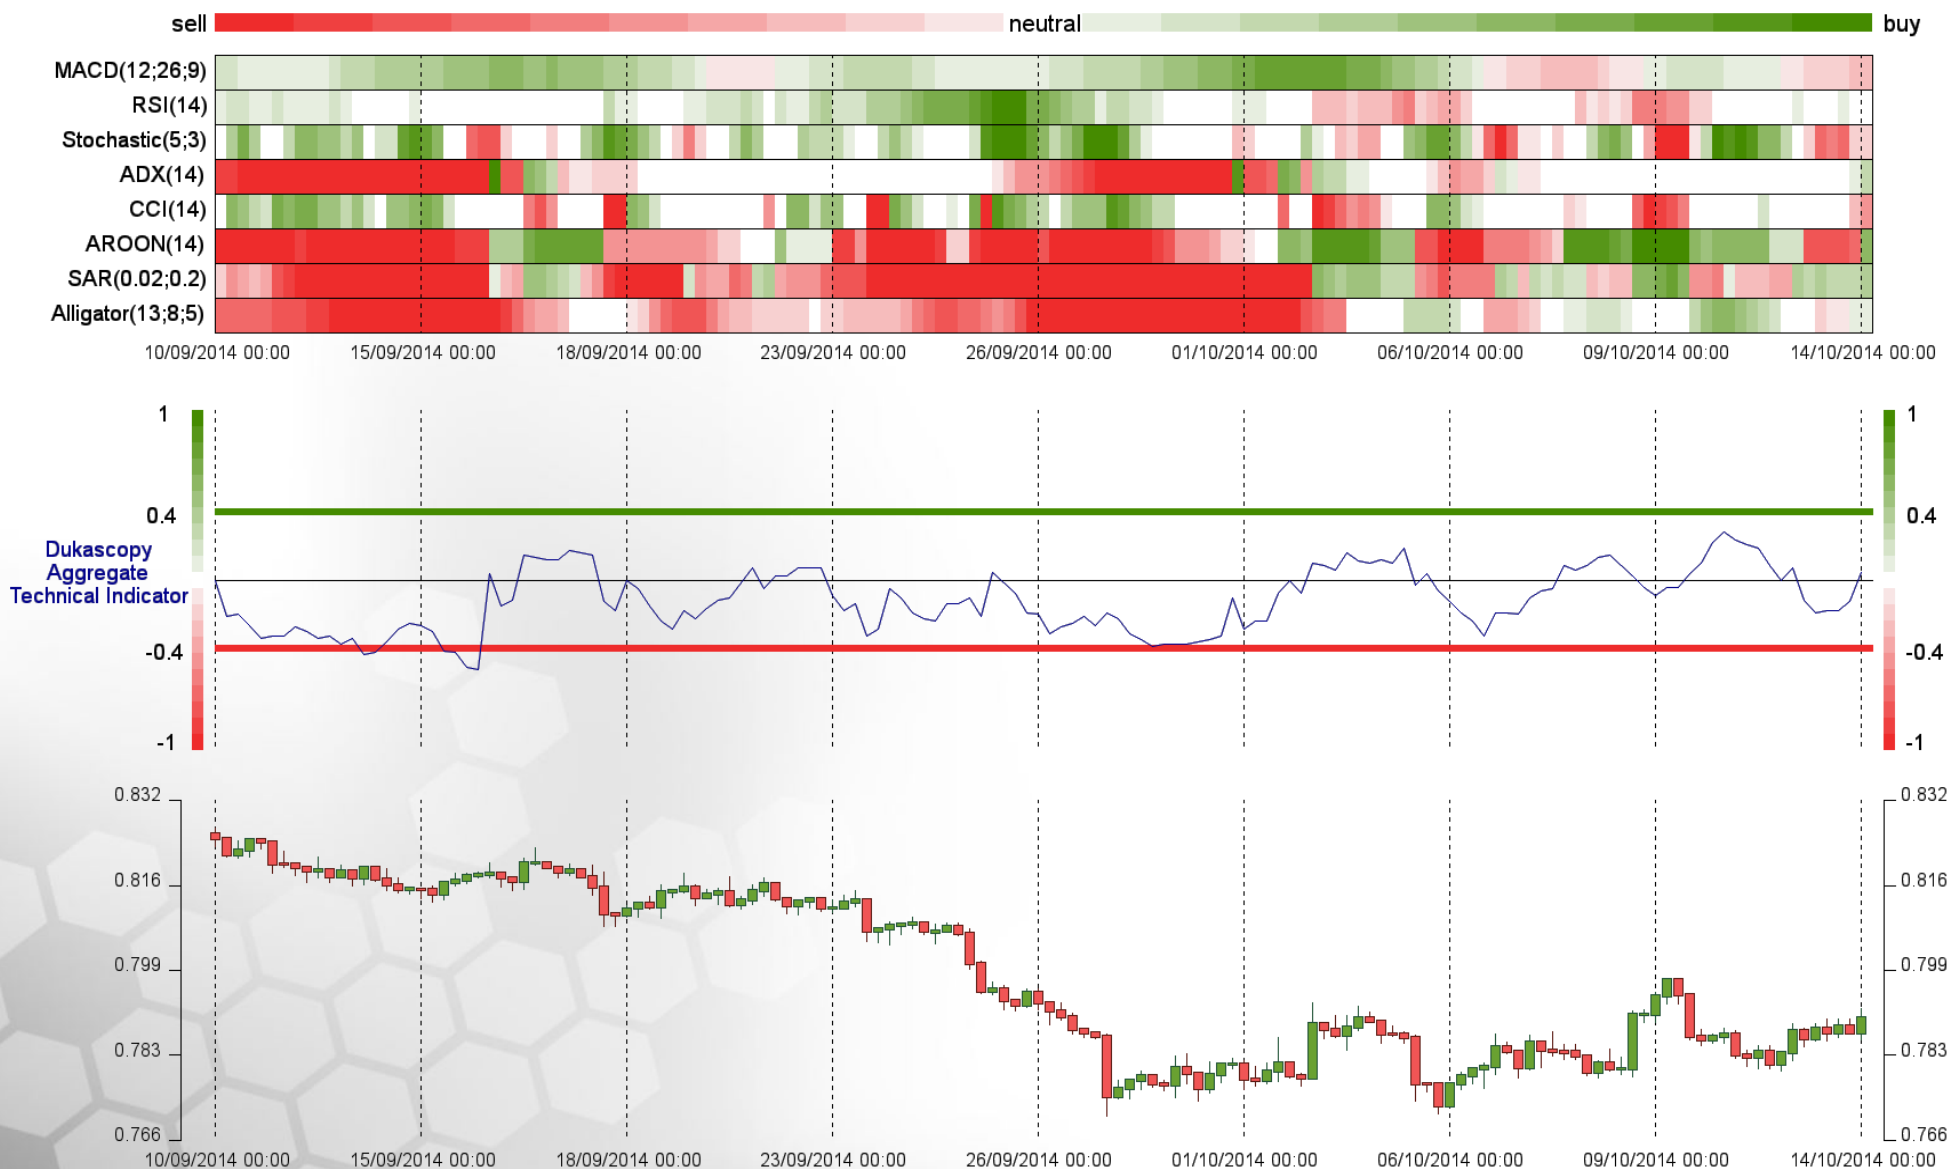 sell neutral buy
MACD(12;26;9)
RSI(14)
Stochastic(5;3)
ADX(14)
CCI(14)
AROON(14)
SAR(0.02;0.2)
Alligator(13;8;5)
10/09/2014 00:00 15/09/2014 00:00 18/09/2014 00:00 23/09/2014 00:00 26/09/2014 00:00 01/10/2014 00:00 06/10/2014 00:00 09/10/2014 00:00 14/10/2014 00:00
1 1
0.4 0.4
Dukascopy
Aggregate
Technical Indicator
-0.4 -0.4
-1 -1
0.832 0.832
0.816 0.816
0.799 0.799
0.783 0.783
0.766 0.766
10/09/2014 00:00 15/09/2014 00:00 18/09/2014 00:00 23/09/2014 00:00 26/09/2014 00:00 01/10/2014 00:00 06/10/2014 00:00 09/10/2014 00:00 14/10/2014 00:00